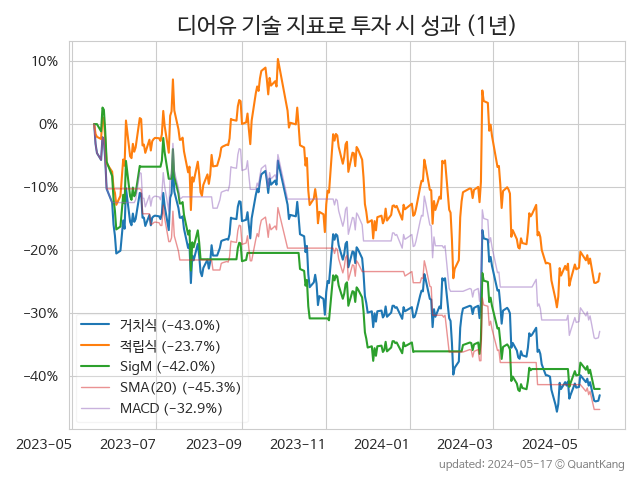 디어유 기술 지표로 투자 시 성과 (1년)
10%
0%
−10%
−20%
−30%
−40%
거치식 (−43.0%)
적립식 (−23.7%)
SigM (−42.0%)
SMA(20) (−45.3%)
MACD (−32.9%)
2023-05 2023-07 2023-09 2023-11 2024-01 2024-03 2024-05
updated: 2024-05-17 © QuantKang